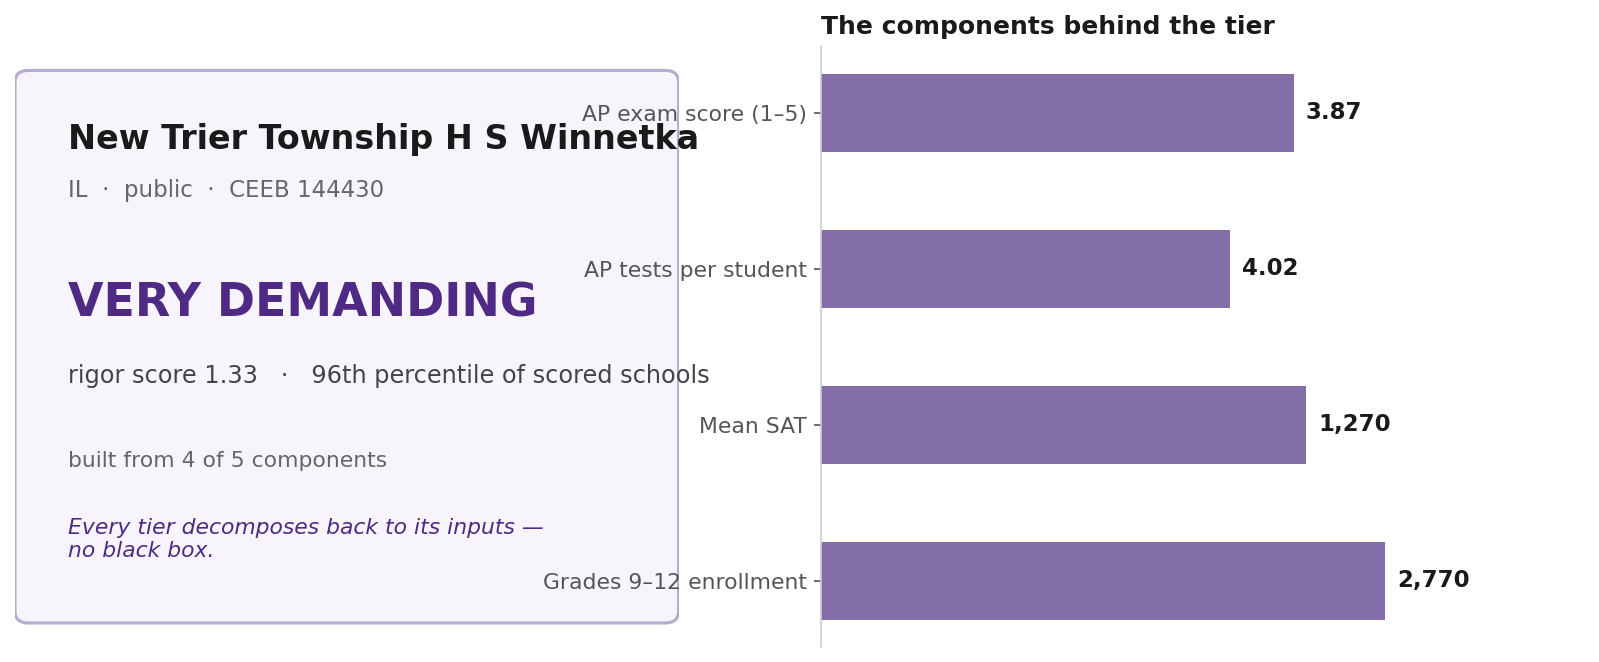 New Trier Township H S Winnetka
IL · public · CEEB 144430
VERY DEMANDING
rigor score 1.33 · 96th percentile of scored schools
built from 4 of 5 components
Every tier decomposes back to its inputs —
no black box.
The components behind the tier
AP exam score (1–5) 3.87
AP tests per student 4.02
Mean SAT 1,270
Grades 9–12 enrollment 2,770